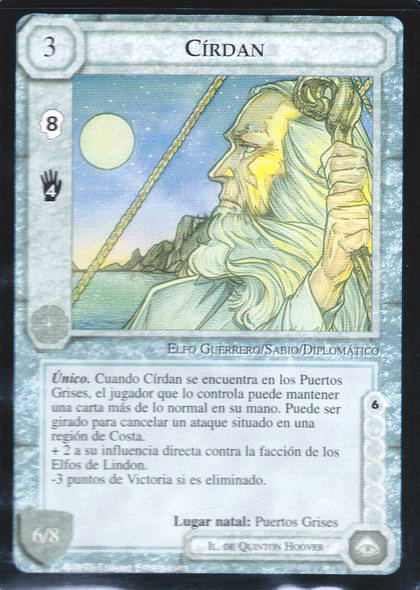 3
CÍRDAN
8
4
ELFO GUERRERO/SABIO/DIPLOMÁTICO
Único. Cuando Círdan se encuentra en los Puertos
Grises, el jugador que lo controla puede mantener
una carta más de lo normal en su mano. Puede ser
girado para cancelar un ataque situado en una
región de Costa.
+ 2 a su influencia directa contra la facción de los
Elfos de Lindon.
-3 puntos de Victoria si es eliminado.
6
Lugar natal: Puertos Grises
6/8
IL. DE QUINTON HOOVER